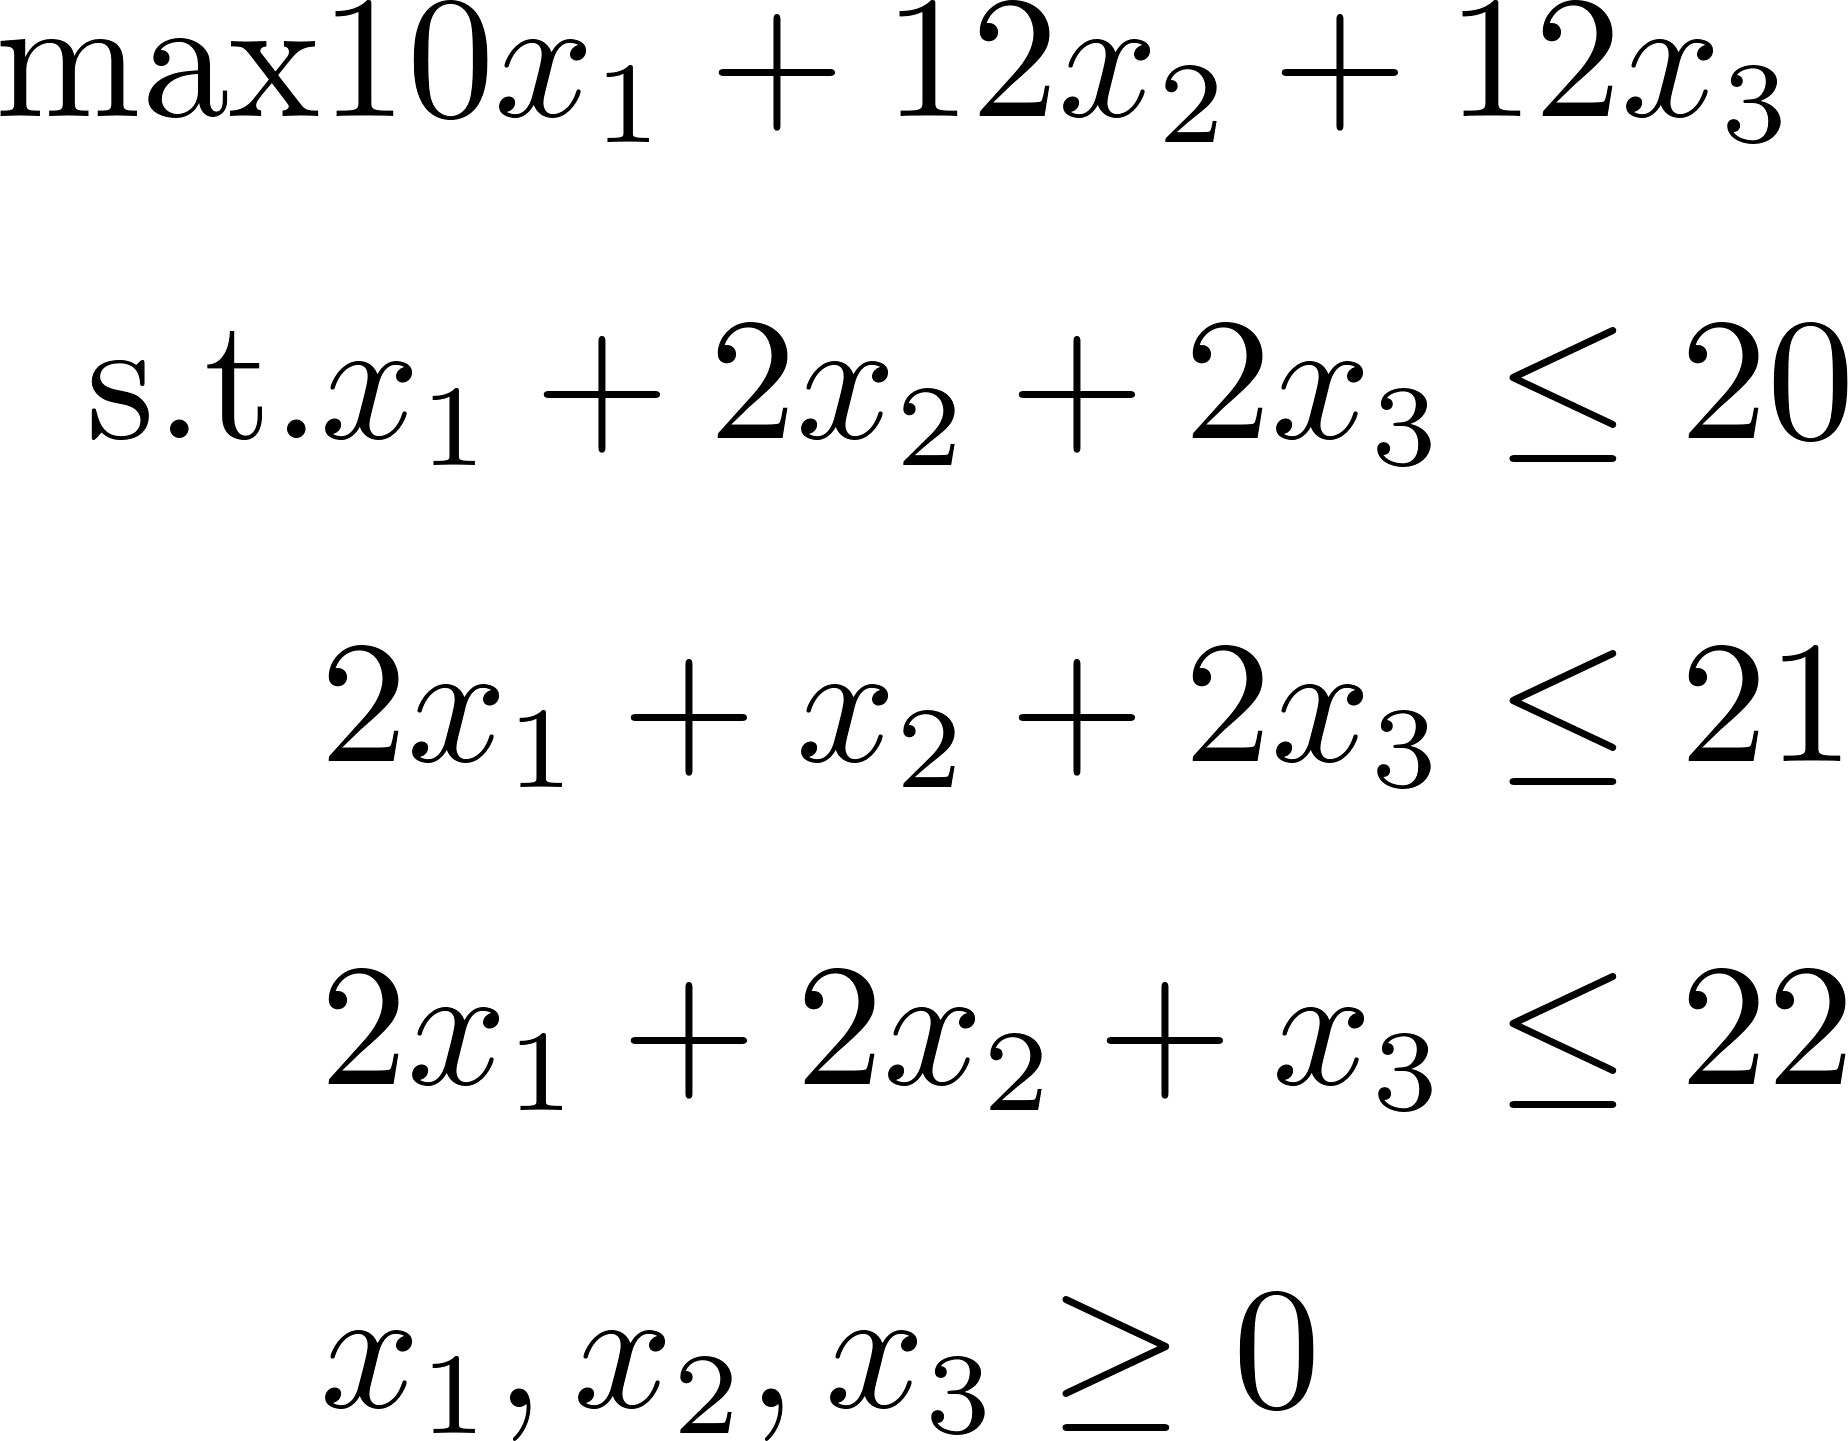 max10x₁ + 12x₂ + 12x₃
s.t.x₁ + 2x₂ + 2x₃ ≤ 20
2x₁ + x₂ + 2x₃ ≤ 21
2x₁ + 2x₂ + x₃ ≤ 22
x₁, x₂, x₃ ≥ 0